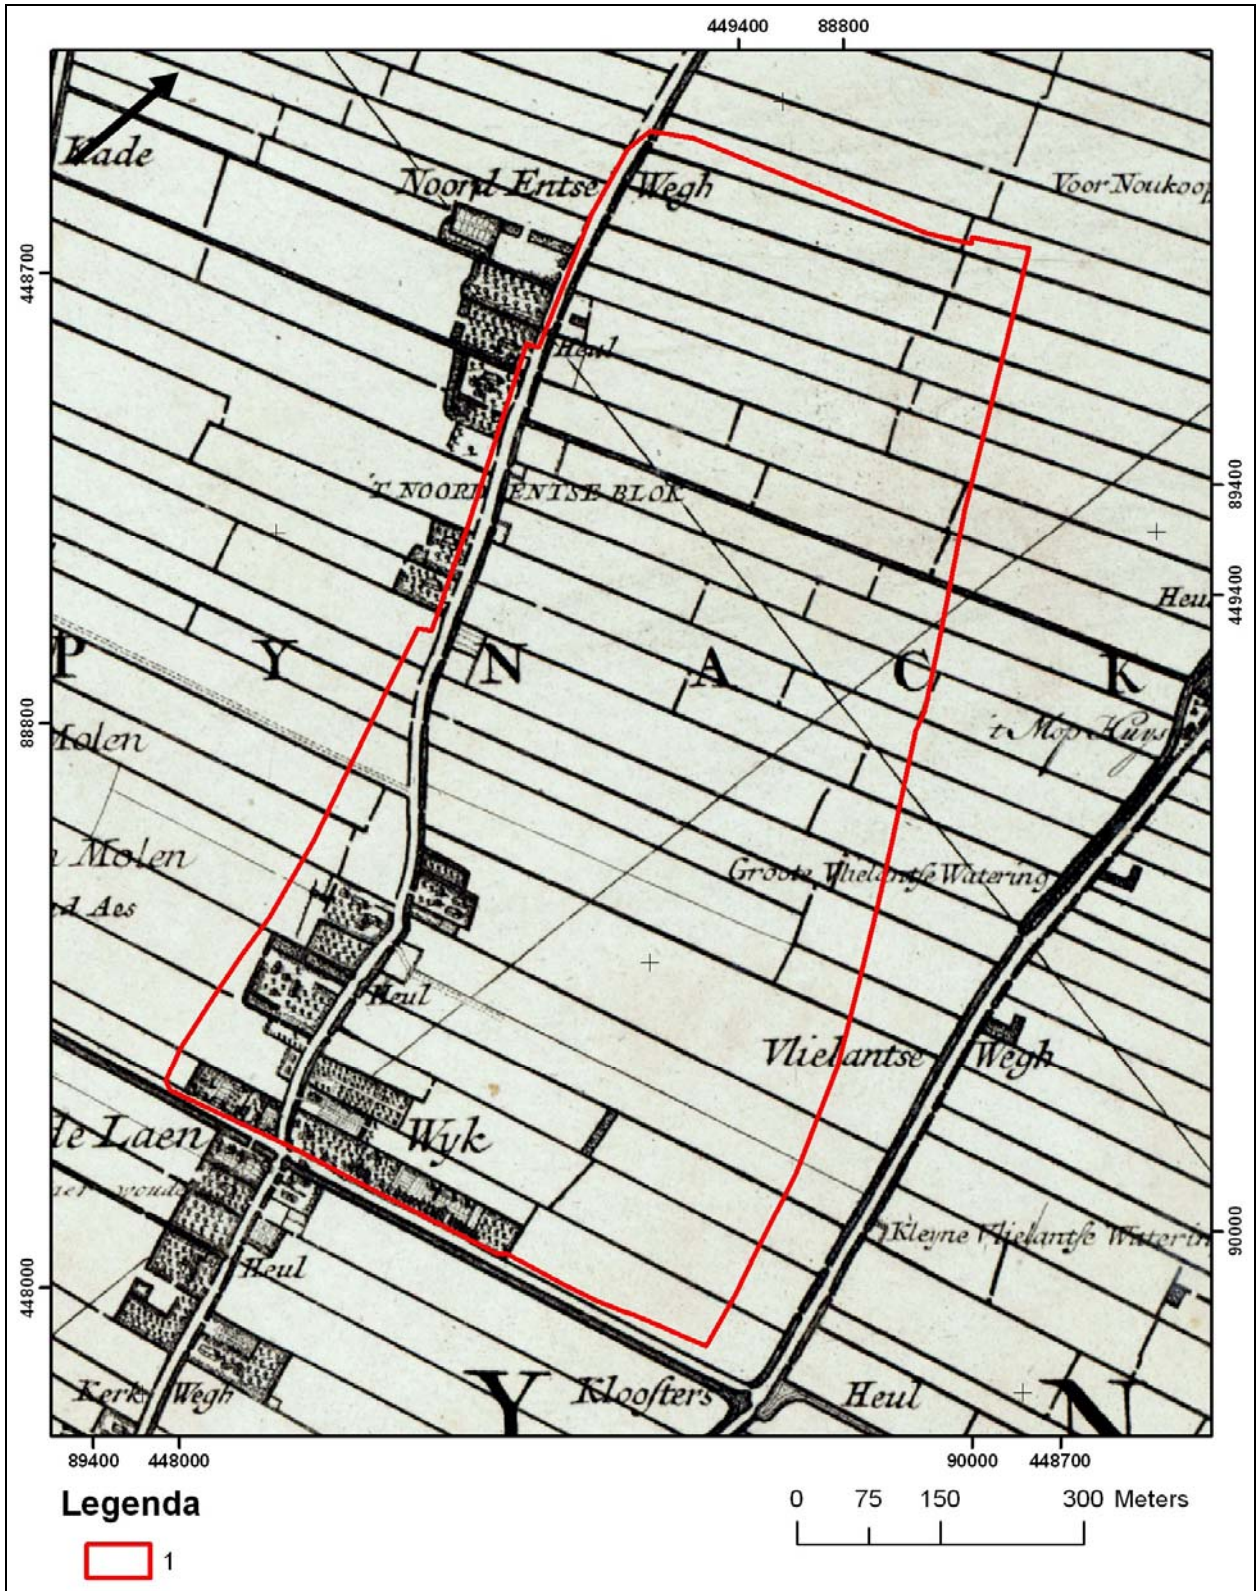 449400 88800
Kade
Noord-Entse Wegh
Voor Noukoop
448700
Heul
'T NOORD ENTSE BLOK
89400
449400
Heul
P Y N A C K
't Mop Huys
88800
Molen
Molen
Groote Vlielantse Watering
d Aes
Heul
Vlielantse Wegh
de Laen
Wyk
Kleyne Vlielantse Waterin
90000
448000
Heul
Kerk Wegh
Y Kloosters Heul N
89400 448000 90000 448700
Legenda
1
0 75 150 300 Meters